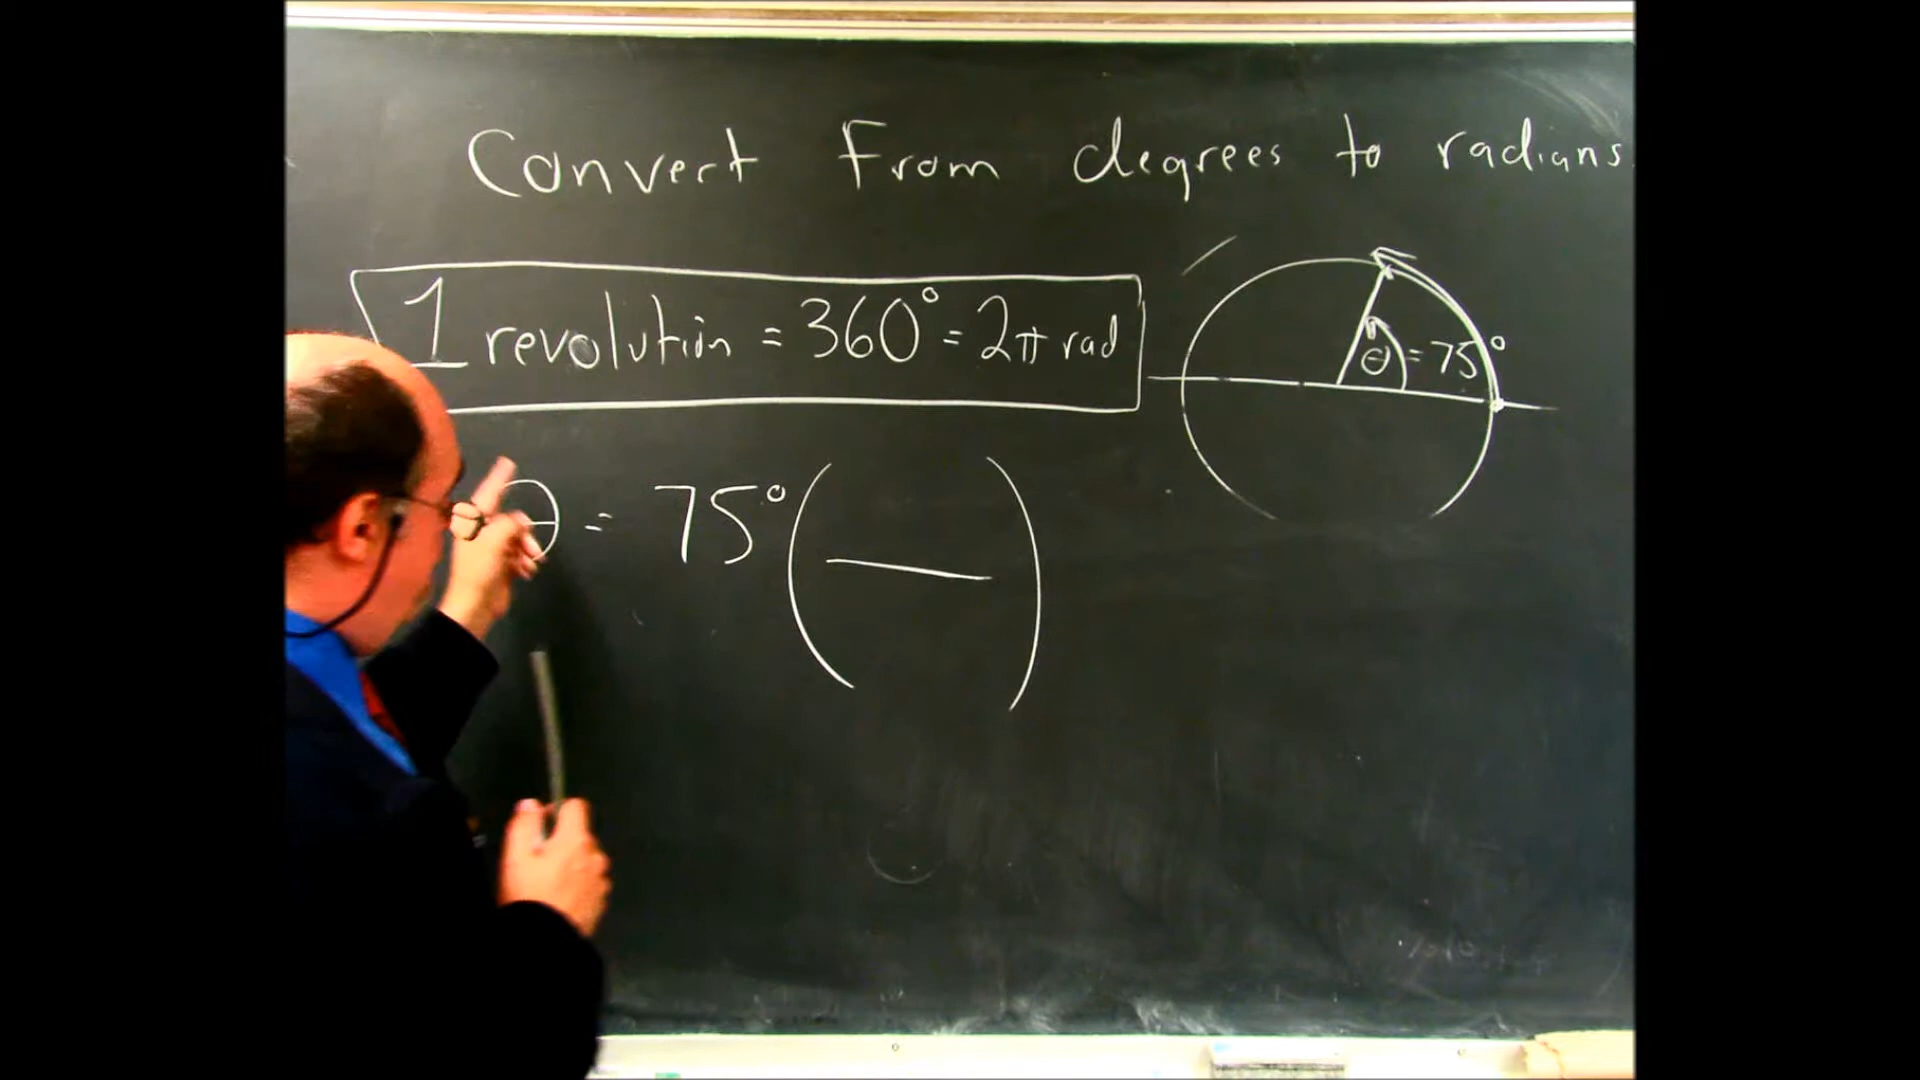 Convert From degrees to radians
1 revolution = 360° = 2π rad
θ = 75°
θ = 75° (—)